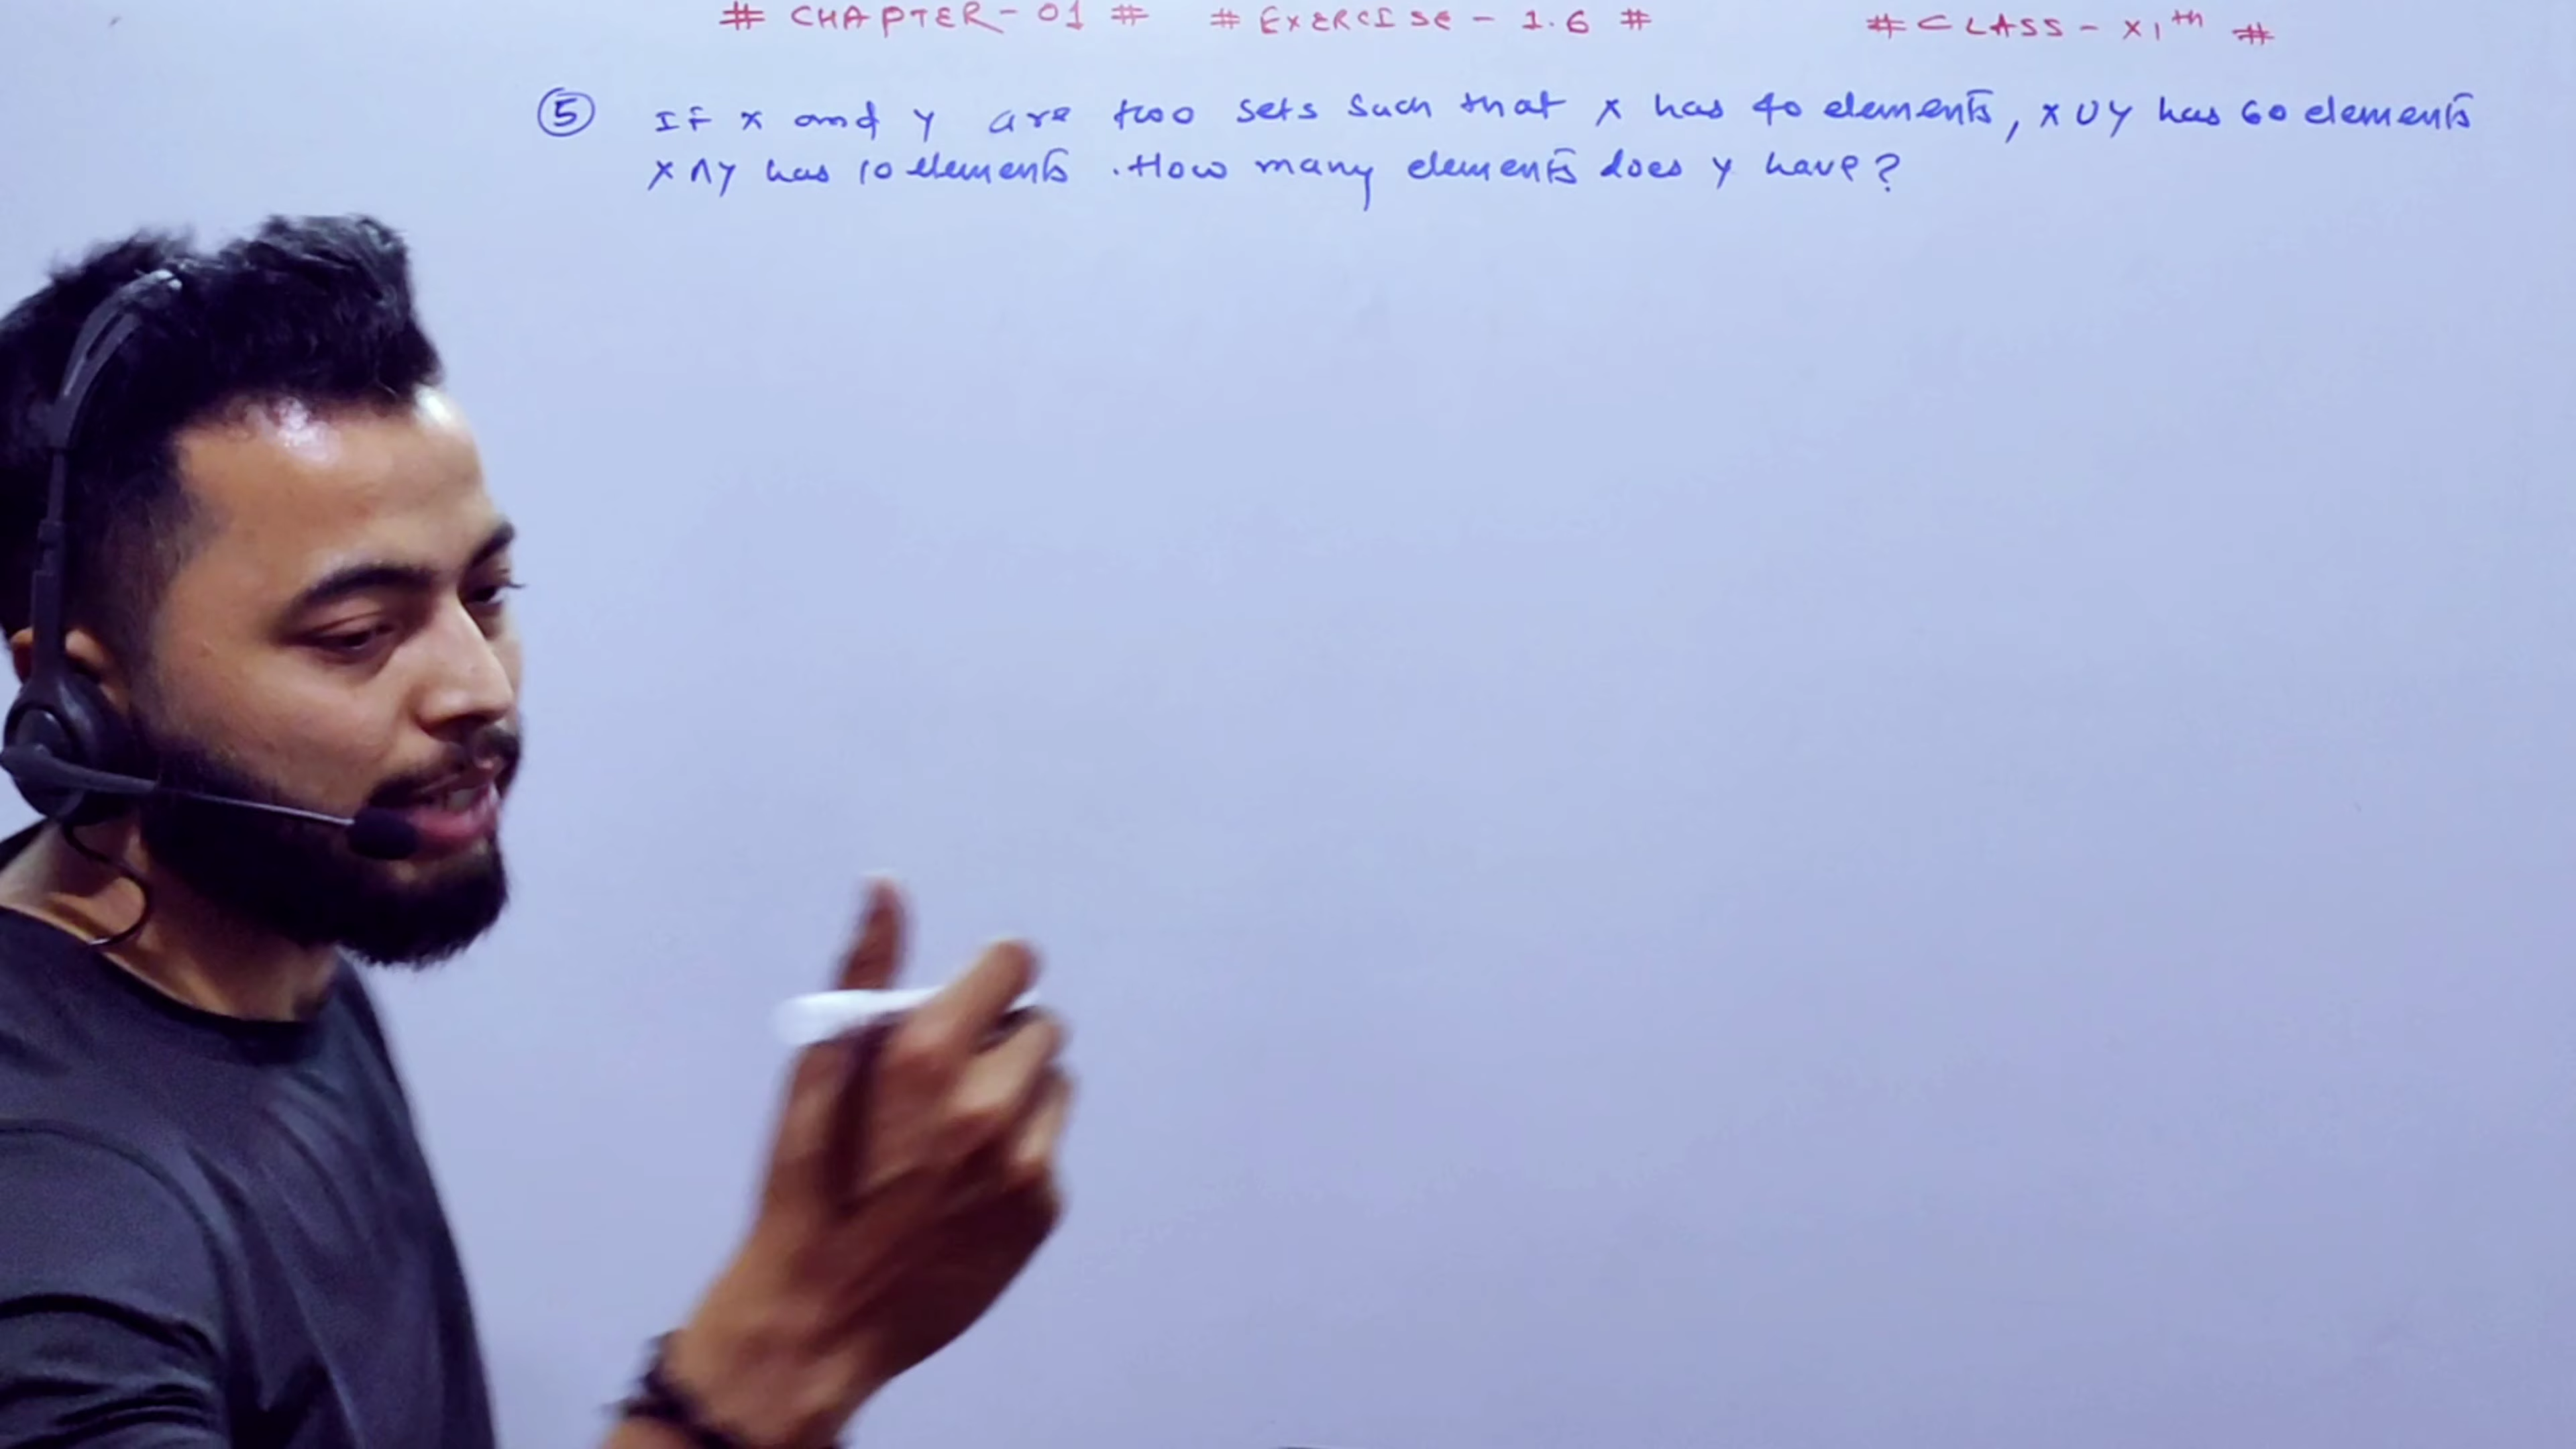 # CHAPTER - 01 # # EXERCISE - 1.6 # # CLASS - XIth #
⑤ If x and y are two sets such that x has 40 elements, x ∪ y has 60 elements
x ∩ y has 10 elements. How many elements does y have?